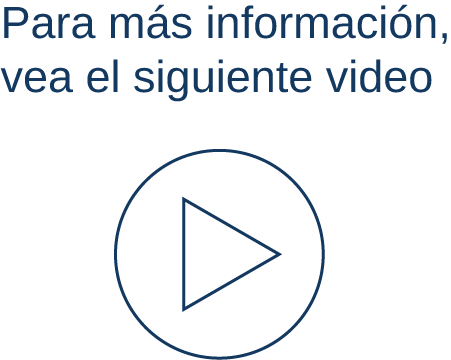 Para más información,
vea el siguiente video